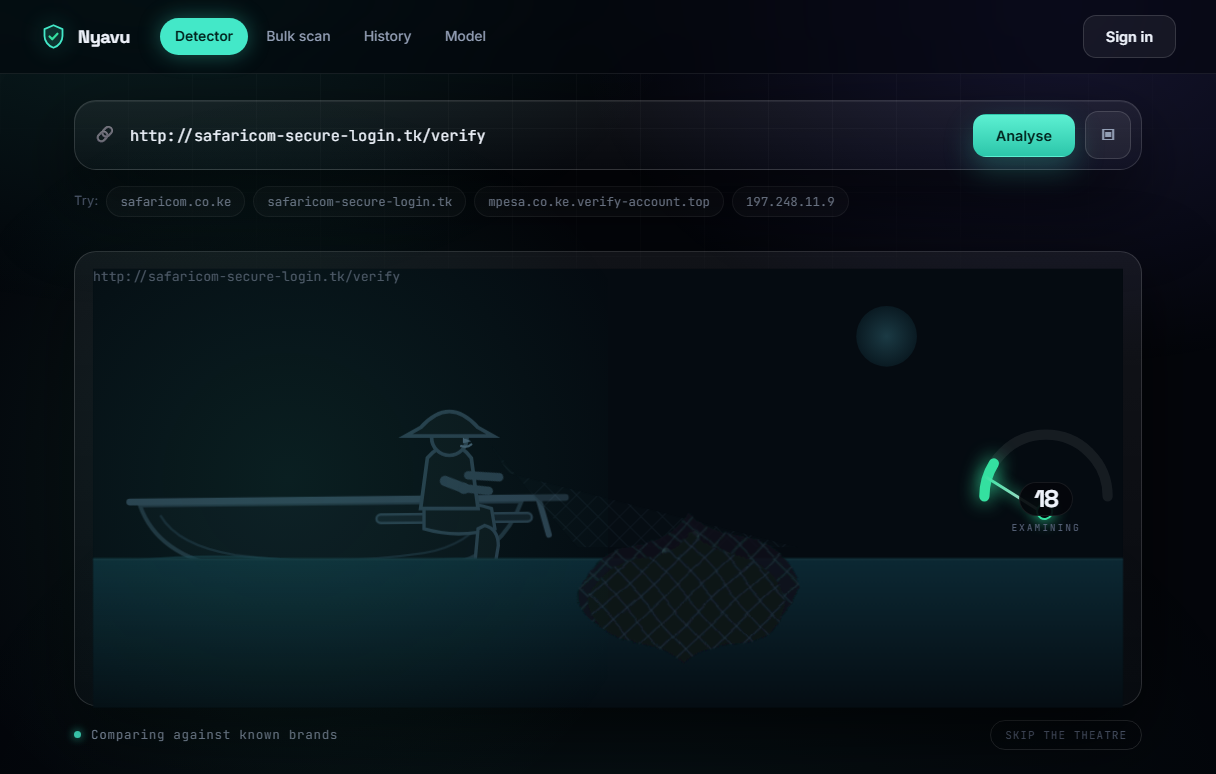 Nyavu
Detector
Bulk scan
History
Model
Sign in
http://safaricom-secure-login.tk/verify
Analyse
Try:
safaricom.co.ke
safaricom-secure-login.tk
mpesa.co.ke.verify-account.top
197.248.11.9
http://safaricom-secure-login.tk/verify
18
EXAMINING
Comparing against known brands
SKIP THE THEATRE